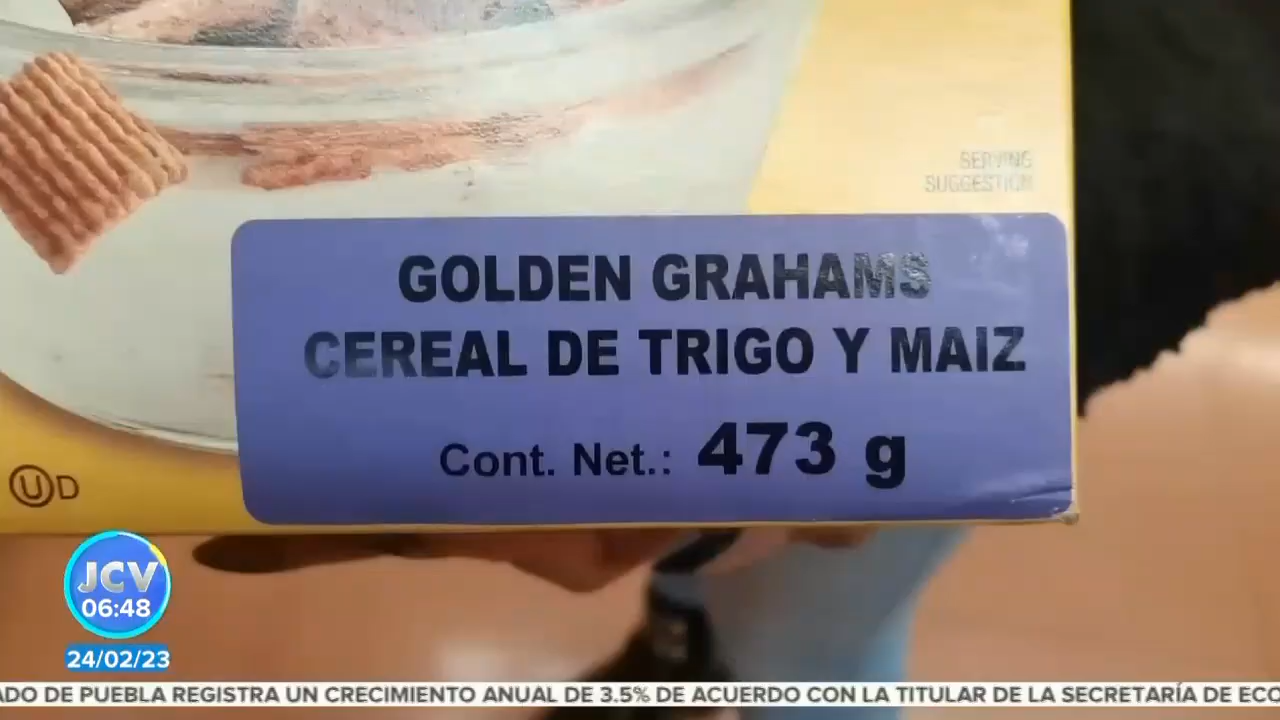 SERVING
SUGGESTION
GOLDEN GRAHAMS
CEREAL DE TRIGO Y MAIZ
Cont. Net.: 473 g
U D
JCV
06:48
24/02/23
ADO DE PUEBLA REGISTRA UN CRECIMIENTO ANUAL DE 3.5% DE ACUERDO CON LA TITULAR DE LA SECRETARÍA DE ECO